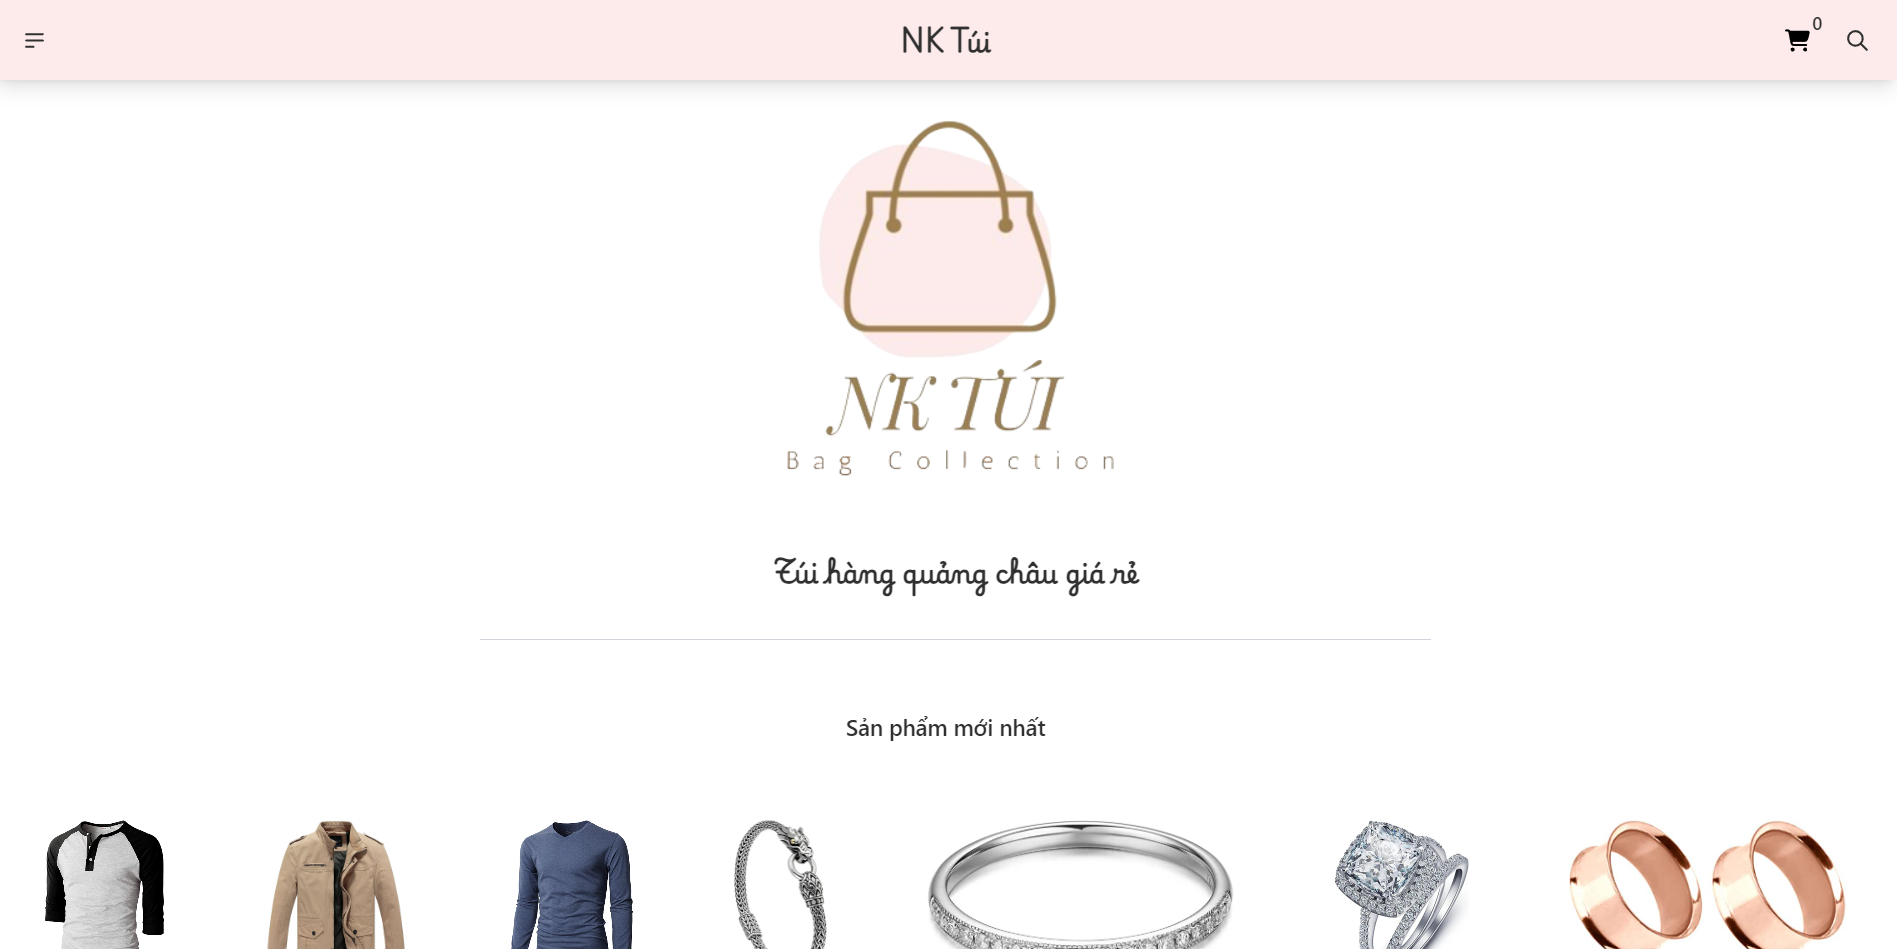 NK Túi
0
NK TÚI
Bag Collection
Túi hàng quảng châu giá rẻ
Sản phẩm mới nhất